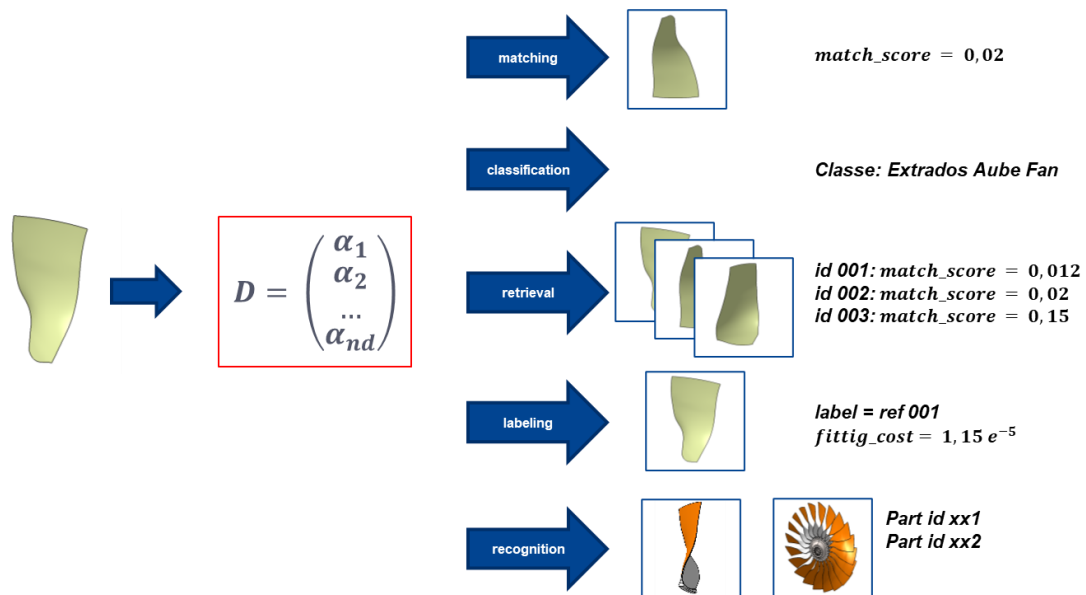 matching
match_score = 0,02
classification
Classe: Extrados Aube Fan
D = (α1 α2 ... αnd)
retrieval
id 001: match_score = 0,012
id 002: match_score = 0,02
id 003: match_score = 0,15
labeling
label = ref 001
fittig_cost = 1,15 e⁻⁵
recognition
Part id xx1
Part id xx2